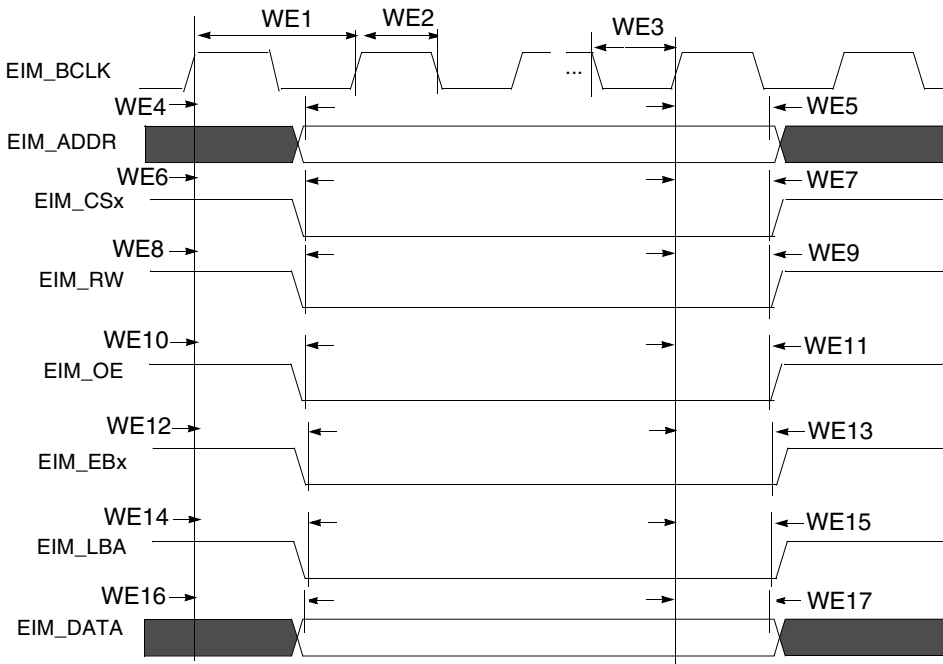 WE1
WE2
WE3
EIM_BCLK
...
WE4
WE5
EIM_ADDR
WE6
WE7
EIM_CSx
WE8
WE9
EIM_RW
WE10
WE11
EIM_OE
WE12
WE13
EIM_EBx
WE14
WE15
EIM_LBA
WE16
WE17
EIM_DATA